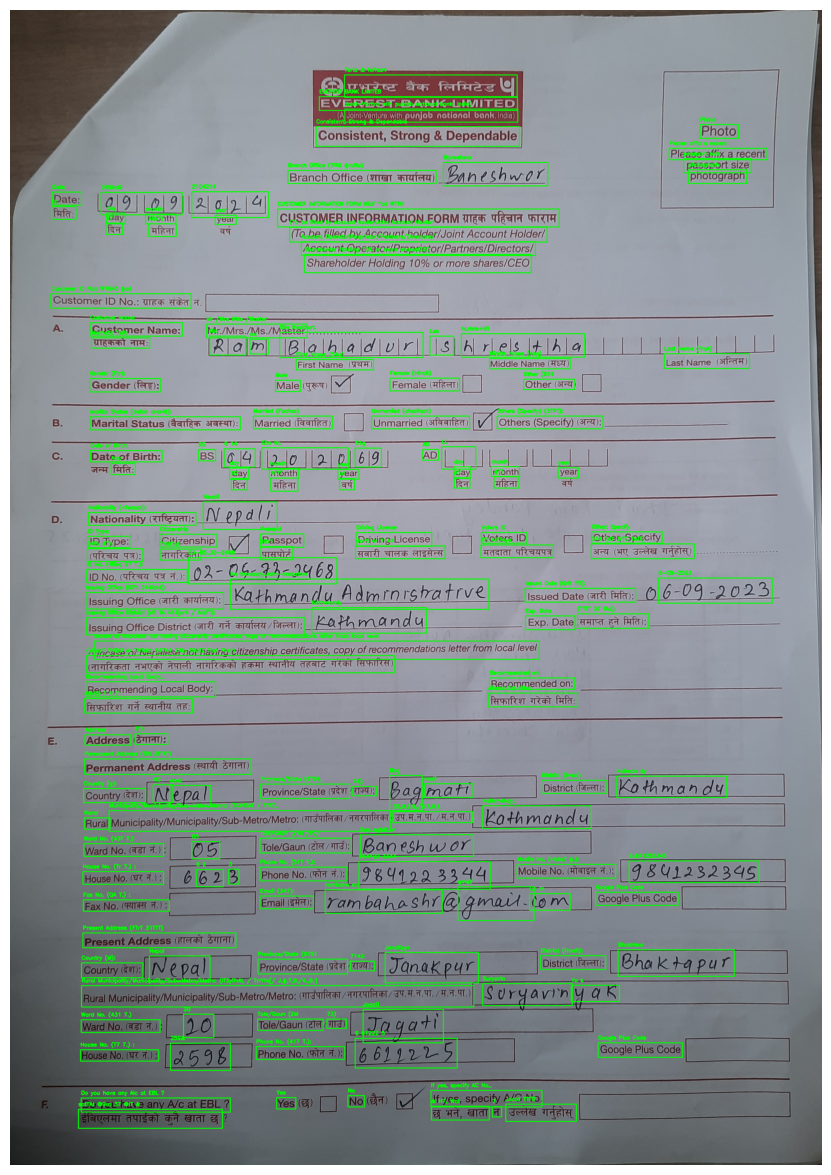 एभरेष्ट बैंक लिमिटेड
EVEREST BANK LIMITED
(A Joint-Venture with punjab national bank, India)
Consistent, Strong & Dependable
Photo
Please affix a recent
passport size
photograph
Branch Office (शाखा कार्यालय) Baneshwor
Date: 09 09 2024
मिति: day month year
दिन महिना वर्ष
CUSTOMER INFORMATION FORM ग्राहक पहिचान फाराम
(To be filled by Account holder/Joint Account Holder/
Account Operator/Proprietor/Partners/Directors/
Shareholder Holding 10% or more shares/CEO
Customer ID No.: ग्राहक संकेत न.
A. Customer Name: Mr./Mrs./Ms./Master
ग्राहकको नाम: Ram Bahadur Shrestha
First Name (प्रथम) Middle Name (मध्य) Last Name (अन्तिम)
Gender (लिङ्ग): Male (पुरूष) ✓ Female (महिला) Other (अन्य)
B. Marital Status (वैवाहिक अवस्था): Married (विवाहित) Unmarried (अविवाहित) ✓ Others (Specify) (अन्य):
C. Date of Birth: BS 04 20 2069 AD
जन्म मिति: day month year day month year
दिन महिना वर्ष दिन महिना वर्ष
D. Nationality (राष्ट्रियता): Nepali
ID Type: Citizenship ✓ Passpot Driving License Voters ID Other Specify
(परिचय पत्र): नागरिकता पासपोर्ट सवारी चालक लाइसेन्स मतदाता परिचयपत्र अन्य (भए उल्लेख गर्नुहोस्)
ID No. (परिचय पत्र न.): 02-05-73-2468
Issuing Office (जारी कार्यालय): Kathmandu Administrative Issued Date (जारी मिति): 06-09-2023
Issuing Office District (जारी गर्ने कार्यालय/जिल्ला): Kathmandu Exp. Date समाप्त हुने मिति:
Incase of Nepalese not having citizenship certificates, copy of recommendations letter from local level
(नागरिकता नभएको नेपाली नागरिकको हकमा स्थानीय तहबाट गरेको सिफारिस)
Recommending Local Body: Recommended on:
सिफारिश गर्ने स्थानीय तह: सिफारिश गरेको मिति:
E. Address (ठेगाना):
Permanent Address (स्थायी ठेगाना)
Country (देश): Nepal Province/State (प्रदेश/राज्य): Bagmati District (जिल्ला): Kathmandu
Rural Municipality/Municipality/Sub-Metro/Metro: (गाउँपालिका/नगरपालिका/उप.म.न.पा./म.न.पा.) Kathmandu
Ward No. (वडा नं.): 05 Tole/Gaun (टोल/गाउं): Baneshwor
House No. (घर नं.): 6623 Phone No. (फोन नं.): 9841223344 Mobile No. (मोबाइल नं.): 9841232345
Fax No. (फ्याक्स नं.): Email (इमेल): rambahashr@gmail.com Google Plus Code
Present Address (हालको ठेगाना)
Country (देश): Nepal Province/State (प्रदेश/राज्य): Janakpur District (जिल्ला): Bhaktapur
Rural Municipality/Municipality/Sub-Metro/Metro: (गाउँपालिका/नगरपालिका/उप.म.न.पा./म.न.पा.) Suryavinyak
Ward No. (वडा नं.): 20 Tole/Gaun (टोल/गाउं): Jagati
House No. (घर नं.): 2598 Phone No. (फोन नं.): 6611225 Google Plus Code
F. Do you have any A/c at EBL ? Yes (छ) No (छैन) ✓ If yes, specify A/C No.
इबिएलमा तपाईको कुनै खाता छ ? छ भने, खाता नं उल्लेख गर्नुहोस्